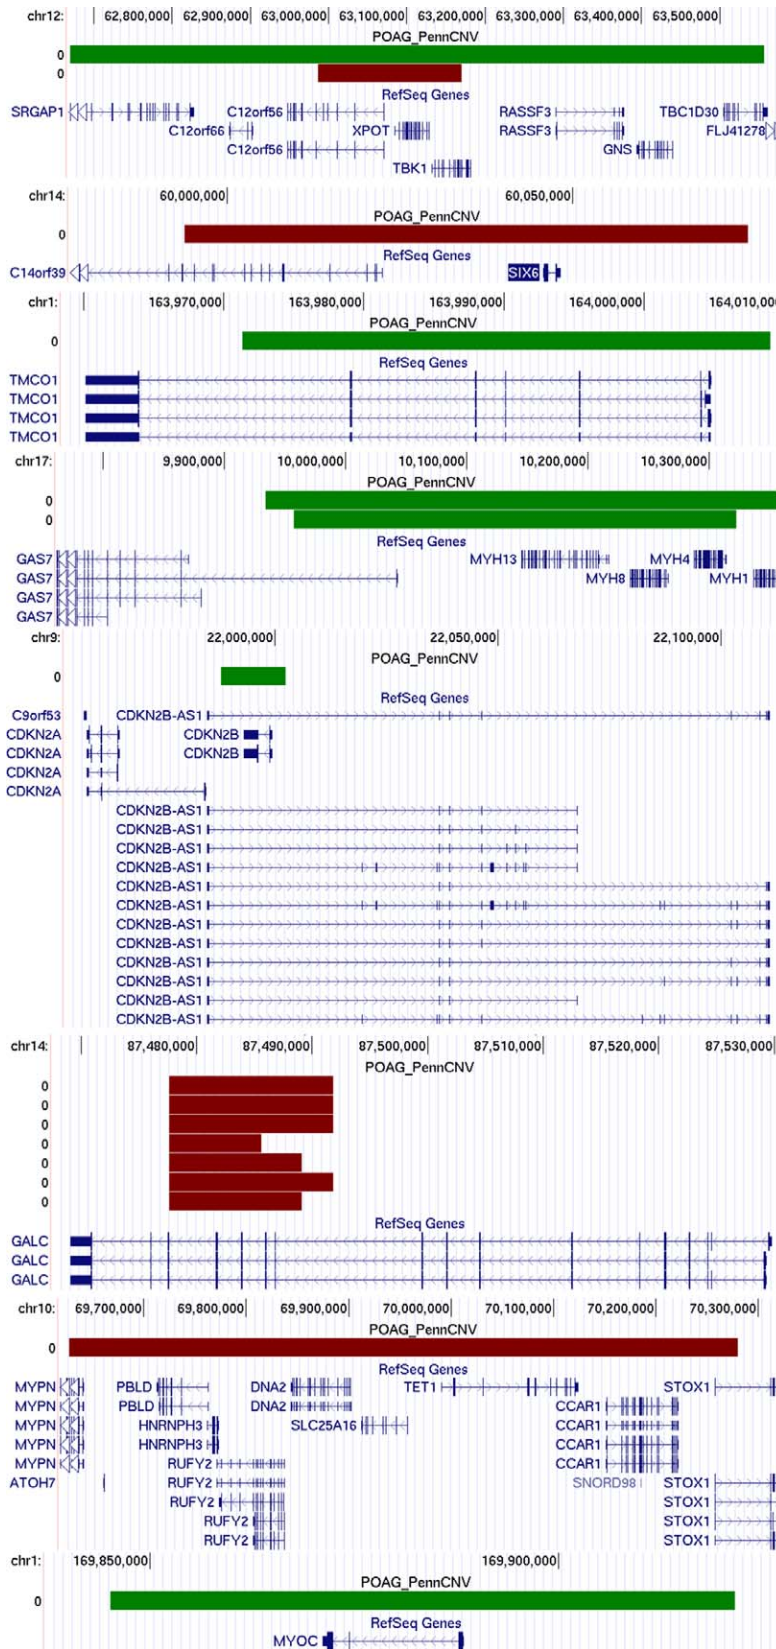 chr12: 62,800,000 62,900,000 63,000,000 63,100,000 63,200,000 63,300,000 63,400,000 63,500,000
POAG_PennCNV
0
0
RefSeq Genes
SRGAP1 C12orf56 RASSF3 TBC1D30
C12orf66 XPOT RASSF3 FLJ41278
C12orf56 GNS
TBK1
chr14: 60,000,000 60,050,000
POAG_PennCNV
0
RefSeq Genes
C14orf39 SIX6
chr1: 163,970,000 163,980,000 163,990,000 164,000,000 164,010,00
POAG_PennCNV
0
RefSeq Genes
TMCO1
TMCO1
TMCO1
TMCO1
chr17: 9,900,000 10,000,000 10,100,000 10,200,000 10,300,000
POAG_PennCNV
0
0
RefSeq Genes
GAS7 MYH13 MYH4
GAS7 MYH8 MYH1
GAS7
GAS7
chr9: 22,000,000 22,050,000 22,100,000
POAG_PennCNV
0
RefSeq Genes
C9orf53 CDKN2B-AS1
CDKN2A CDKN2B
CDKN2A CDKN2B
CDKN2A
CDKN2A
CDKN2B-AS1
CDKN2B-AS1
CDKN2B-AS1
CDKN2B-AS1
CDKN2B-AS1
CDKN2B-AS1
CDKN2B-AS1
CDKN2B-AS1
CDKN2B-AS1
CDKN2B-AS1
CDKN2B-AS1
CDKN2B-AS1
chr14: 87,480,000 87,490,000 87,500,000 87,510,000 87,520,000 87,530,000
POAG_PennCNV
0
0
0
0
0
0
0
RefSeq Genes
GALC
GALC
GALC
chr10: 69,700,000 69,800,000 69,900,000 70,000,000 70,100,000 70,200,000 70,300,000
POAG_PennCNV
0
RefSeq Genes
MYPN PBLD DNA2 TET1 STOX1
MYPN PBLD DNA2 CCAR1
MYPN HNRNPH3 SLC25A16 CCAR1
MYPN HNRNPH3 CCAR1
MYPN RUFY2 CCAR1
ATOH7 RUFY2 SNORD98 STOX1
RUFY2 STOX1
RUFY2 STOX1
RUFY2 STOX1
chr1: 169,850,000 169,900,000
POAG_PennCNV
0
RefSeq Genes
MYOC